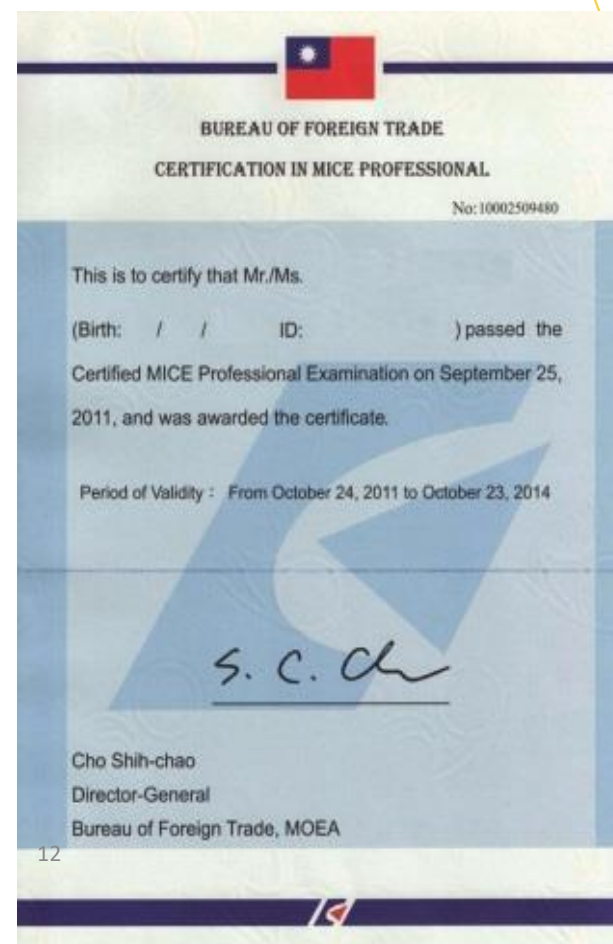 BUREAU OF FOREIGN TRADE
CERTIFICATION IN MICE PROFESSIONAL
No:10002509480
This is to certify that Mr./Ms.
(Birth: / / ID: ) passed the
Certified MICE Professional Examination on September 25,
2011, and was awarded the certificate.
Period of Validity : From October 24, 2011 to October 23, 2014
S. C. Cho
Cho Shih-chao
Director-General
Bureau of Foreign Trade, MOEA
12